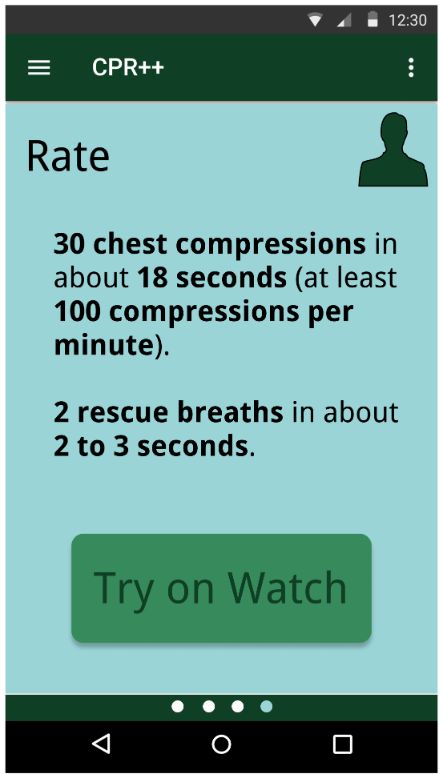 12:30
CPR++
Rate
30 chest compressions in
about 18 seconds (at least
100 compressions per
minute).
2 rescue breaths in about
2 to 3 seconds.
Try on Watch